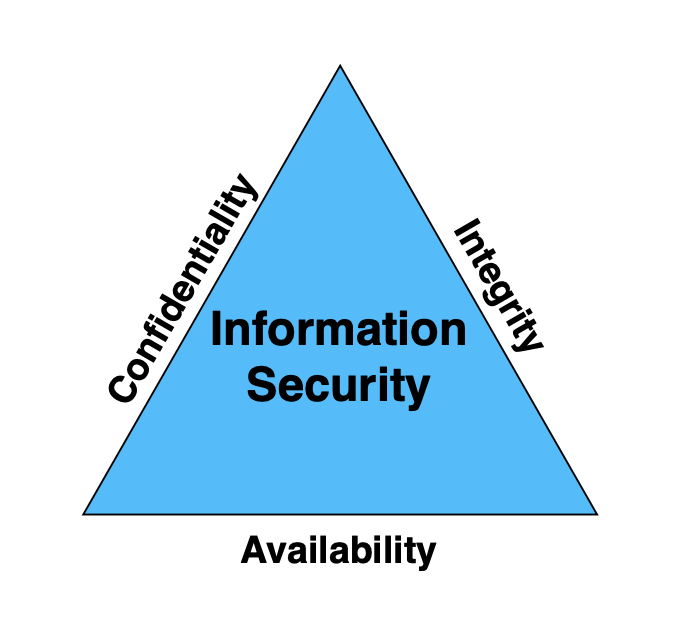 Confidentiality
Integrity
Information
Security
Availability